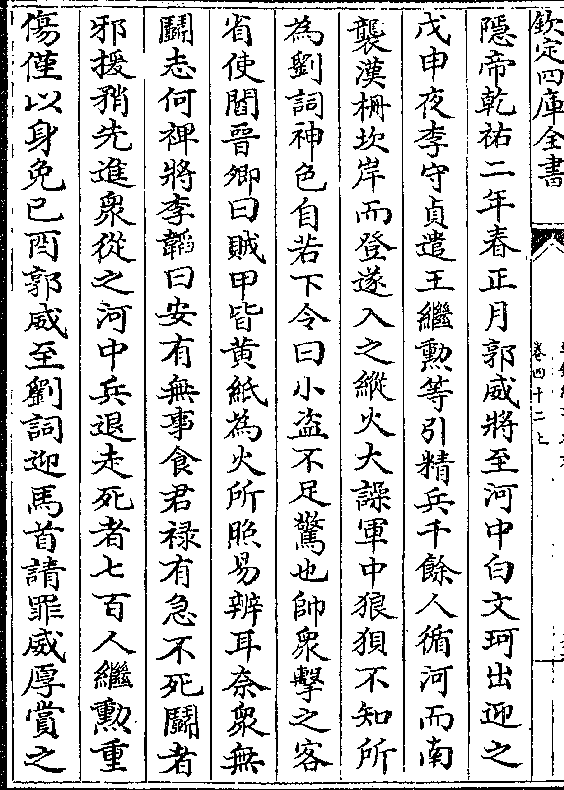 欽定四庫全書
卷四十二上
隱帝乾祐二年春正月郭威將至河中白文珂出迎之
戊申夜李守貞遣王繼勲等引精兵千餘人循河而南
襲漢柵坎岸而登遂入之縱火大譟軍中狼狽不知所
為劉詞神色自若下令曰小盗不足驚也帥衆擊之客
省使閻晉卿曰賊甲皆黄紙為火所照易辨耳奈衆無
鬭志何裨將李韜曰安有無事食君禄有急不死鬭者
邪援矟先進衆從之河中兵退走死者七百人繼勲重
傷僅以身免己酉郭威至劉詞迎馬首請罪威厚賞之